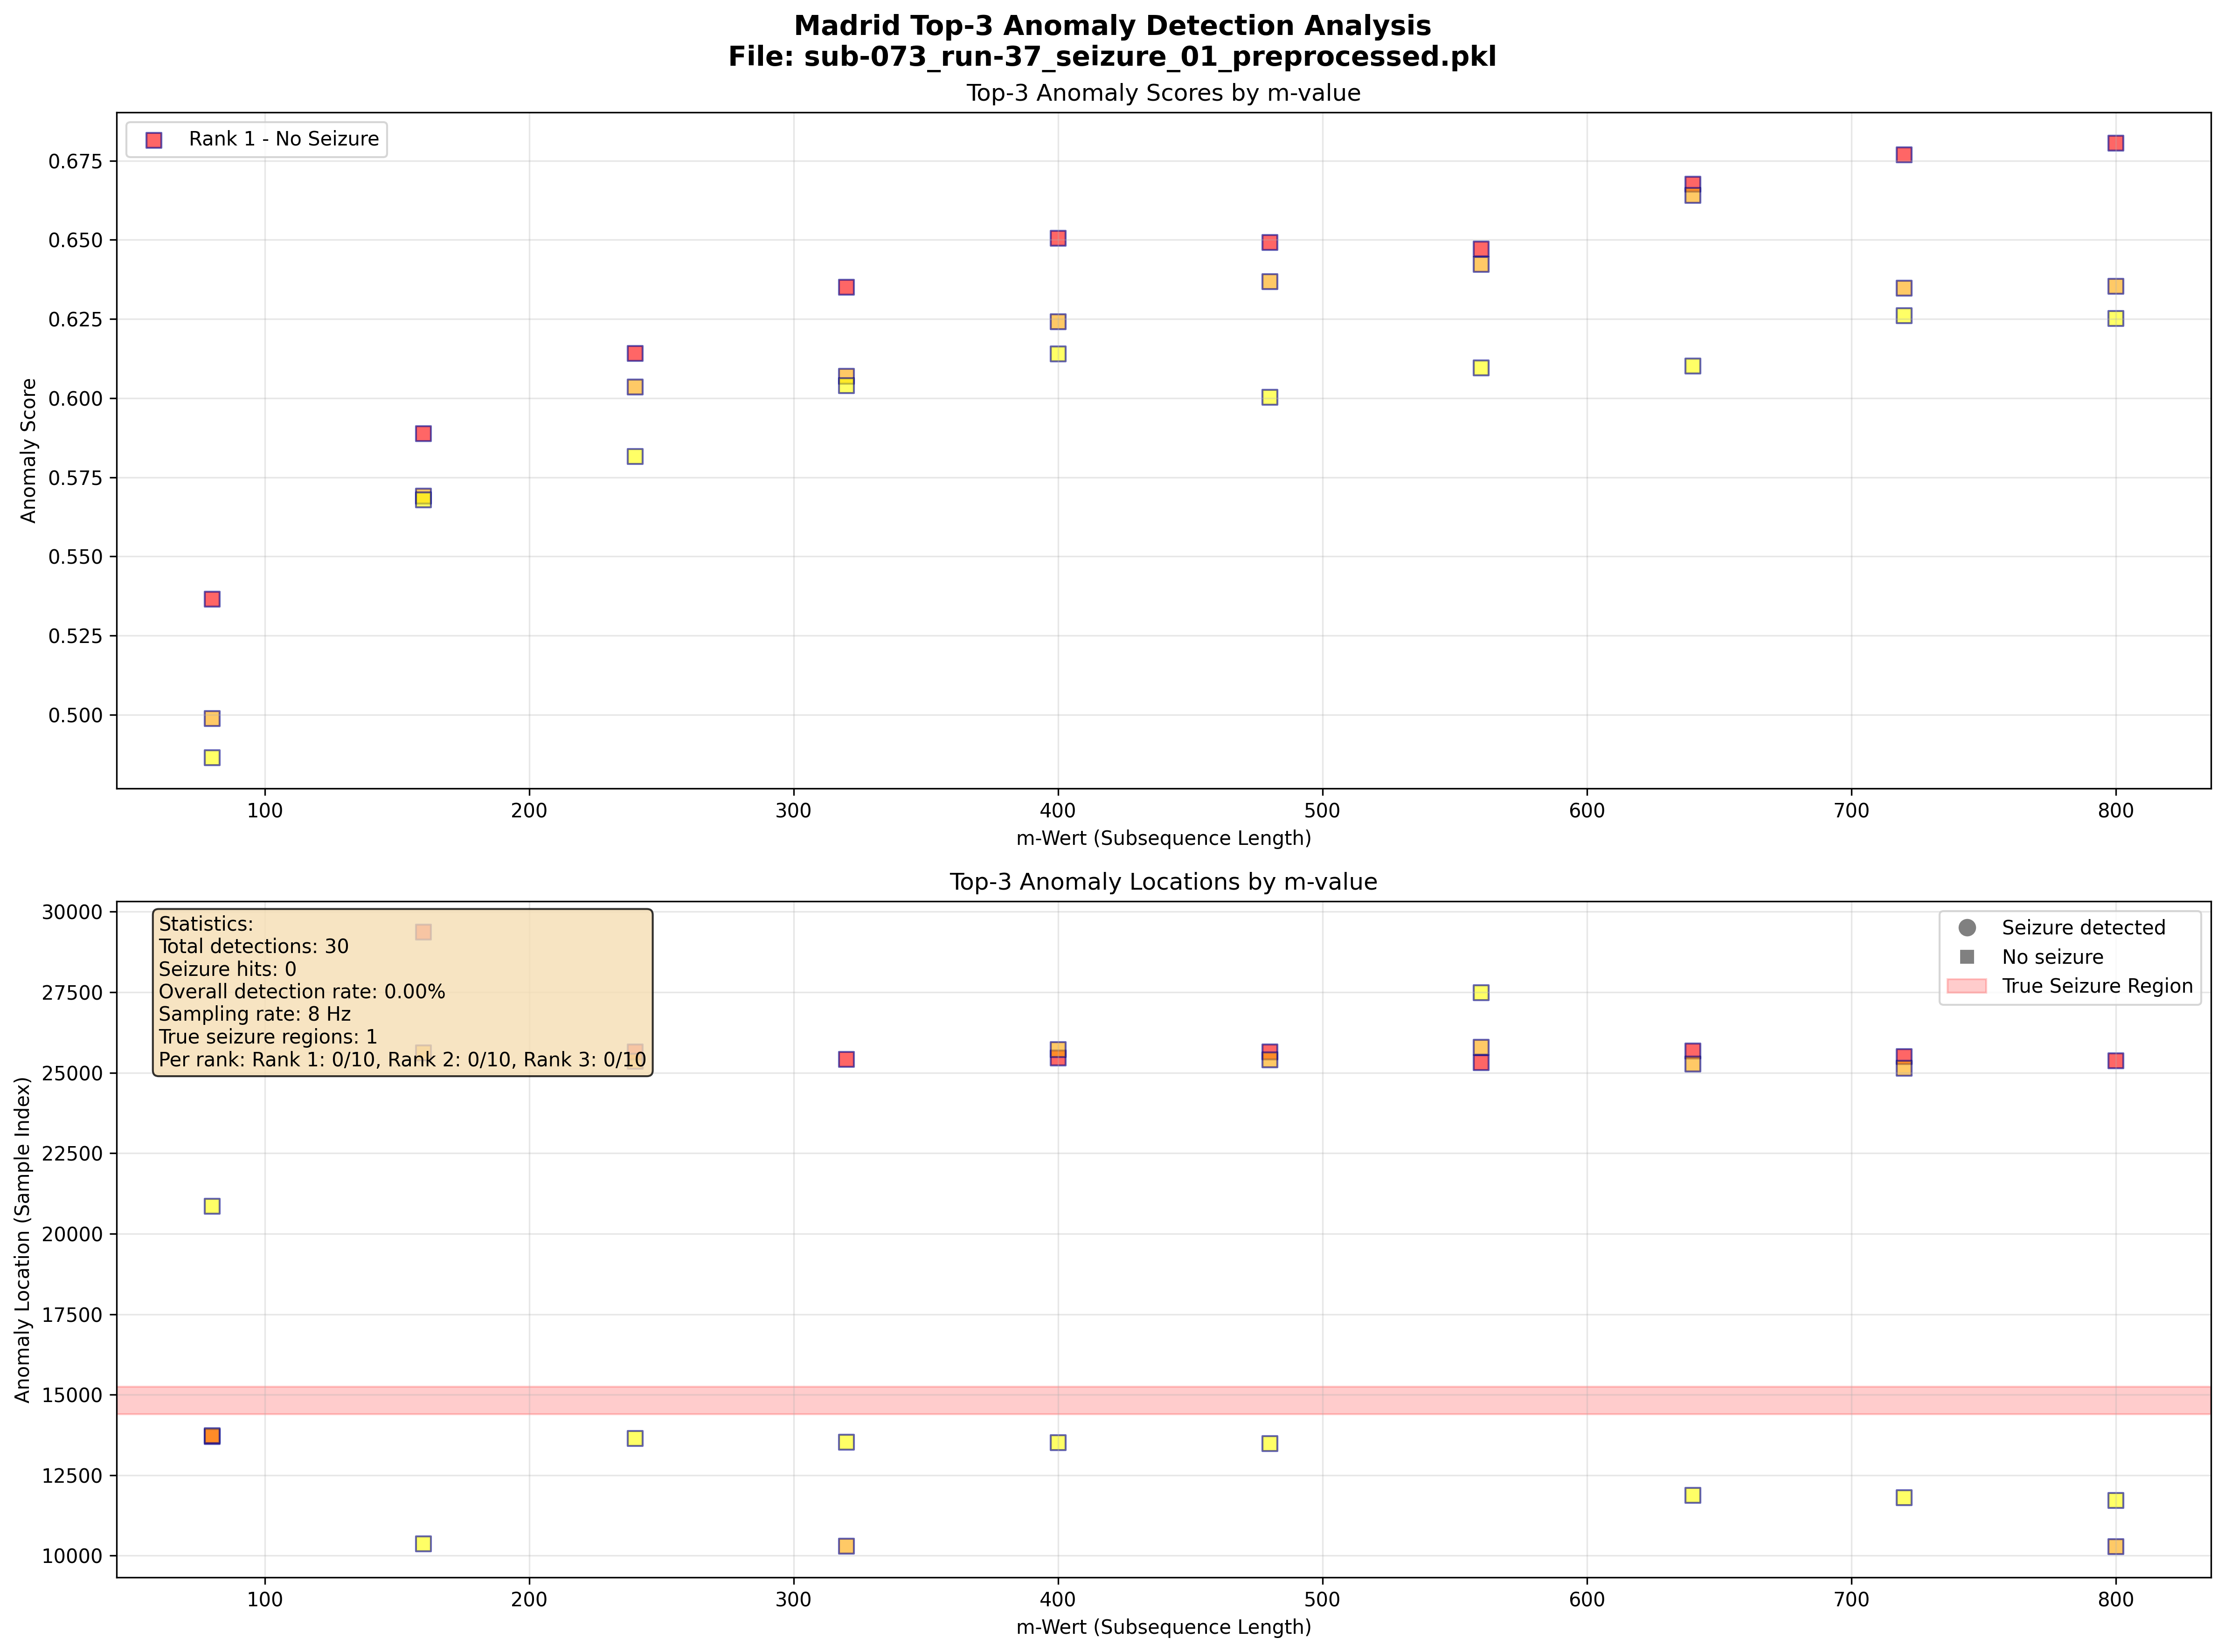 Madrid Top-3 Anomaly Detection Analysis
File: sub-073_run-37_seizure_01_preprocessed.pkl
Top-3 Anomaly Scores by m-value
Rank 1 - No Seizure
Anomaly Score
0.675
0.650
0.625
0.600
0.575
0.550
0.525
0.500
100 200 300 400 500 600 700 800
m-Wert (Subsequence Length)
Top-3 Anomaly Locations by m-value
Statistics:
Total detections: 30
Seizure hits: 0
Overall detection rate: 0.00%
Sampling rate: 8 Hz
True seizure regions: 1
Per rank: Rank 1: 0/10, Rank 2: 0/10, Rank 3: 0/10
Seizure detected
No seizure
True Seizure Region
Anomaly Location (Sample Index)
30000
27500
25000
22500
20000
17500
15000
12500
10000
100 200 300 400 500 600 700 800
m-Wert (Subsequence Length)